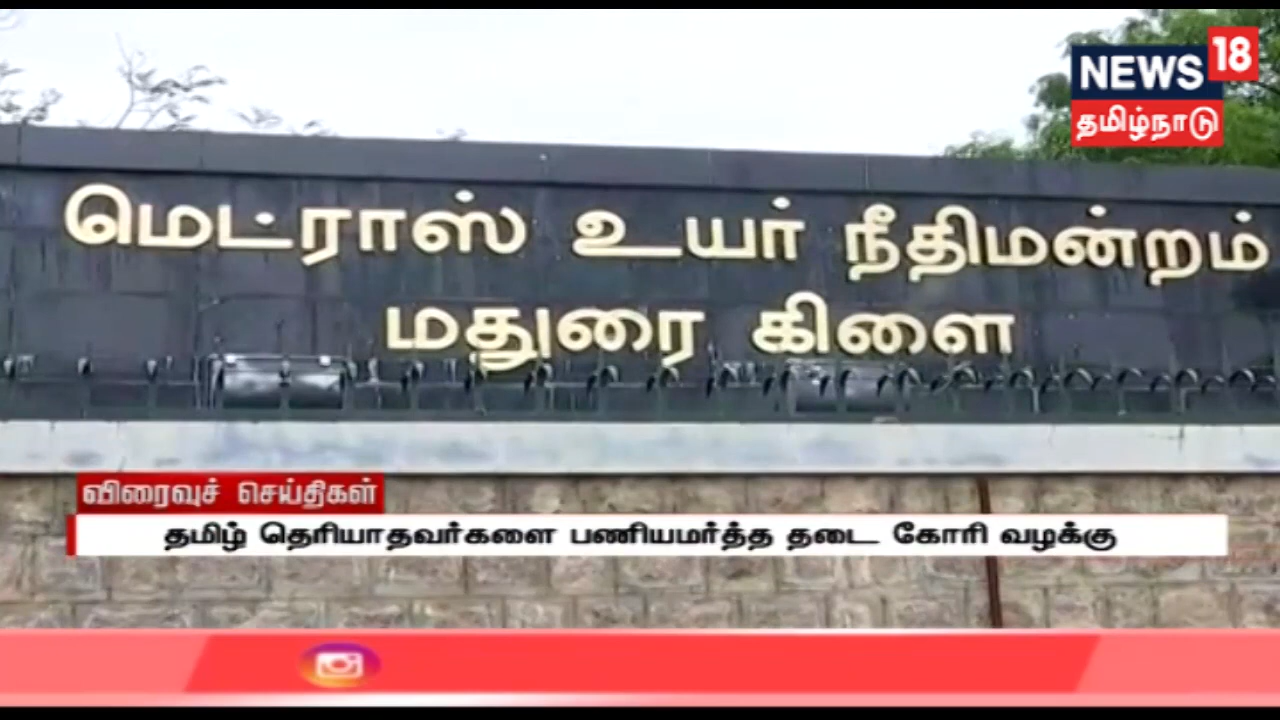 NEWS 18
தமிழ்நாடு
மெட்ராஸ் உயர் நீதிமன்றம்
மதுரை கிளை
விரைவுச் செய்திகள்
தமிழ் தெரியாதவர்களை பணியமர்த்த தடை கோரி வழக்கு